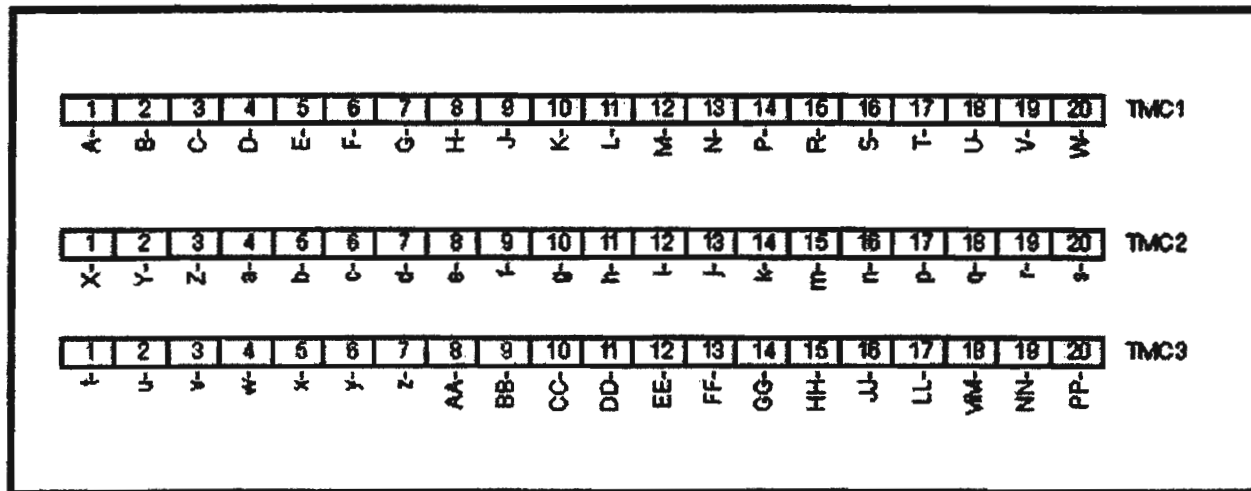 1 2 3 4 5 6 7 8 9 10 11 12 13 14 15 16 17 18 19 20 TMC1
A- B- C- D- E- F- G- H- J- K- L- M- N- P- R- S- T- U- V- W-
1 2 3 4 5 6 7 8 9 10 11 12 13 14 15 16 17 18 19 20 TMC2
X- Y- Z- a- b- c- d- e- f- g- h- i- j- k- m- n- p- q- r- s-
1 2 3 4 5 6 7 8 9 10 11 12 13 14 15 16 17 18 19 20 TMC3
t- u- v- w- x- y- z- AA- BB- CC- DD- EE- FF- GG- HH- JJ- LL- MM- NN- PP-